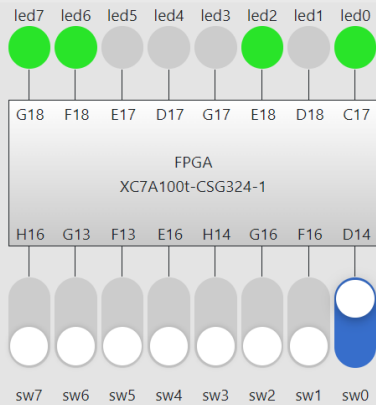 led7 led6 led5 led4 led3 led2 led1 led0
G18 F18 E17 D17 G17 E18 D18 C17
FPGA
XC7A100t-CSG324-1
H16 G13 F13 E16 H14 G16 F16 D14
sw7 sw6 sw5 sw4 sw3 sw2 sw1 sw0